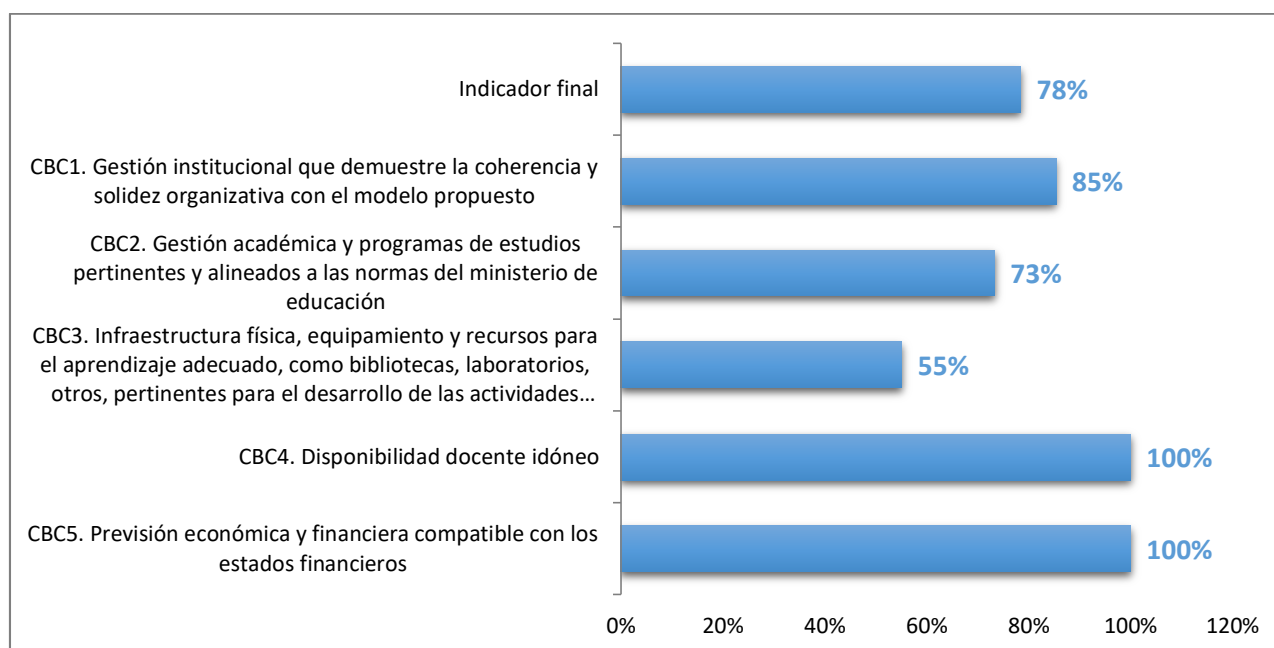 Indicador final
78%
CBC1. Gestión institucional que demuestre la coherencia y
solidez organizativa con el modelo propuesto
85%
CBC2. Gestión académica y programas de estudios
pertinentes y alineados a las normas del ministerio de
educación
73%
CBC3. Infraestructura física, equipamiento y recursos para
el aprendizaje adecuado, como bibliotecas, laboratorios,
otros, pertinentes para el desarrollo de las actividades...
55%
CBC4. Disponibilidad docente idóneo
100%
CBC5. Previsión económica y financiera compatible con los
estados financieros
100%
0% 20% 40% 60% 80% 100% 120%